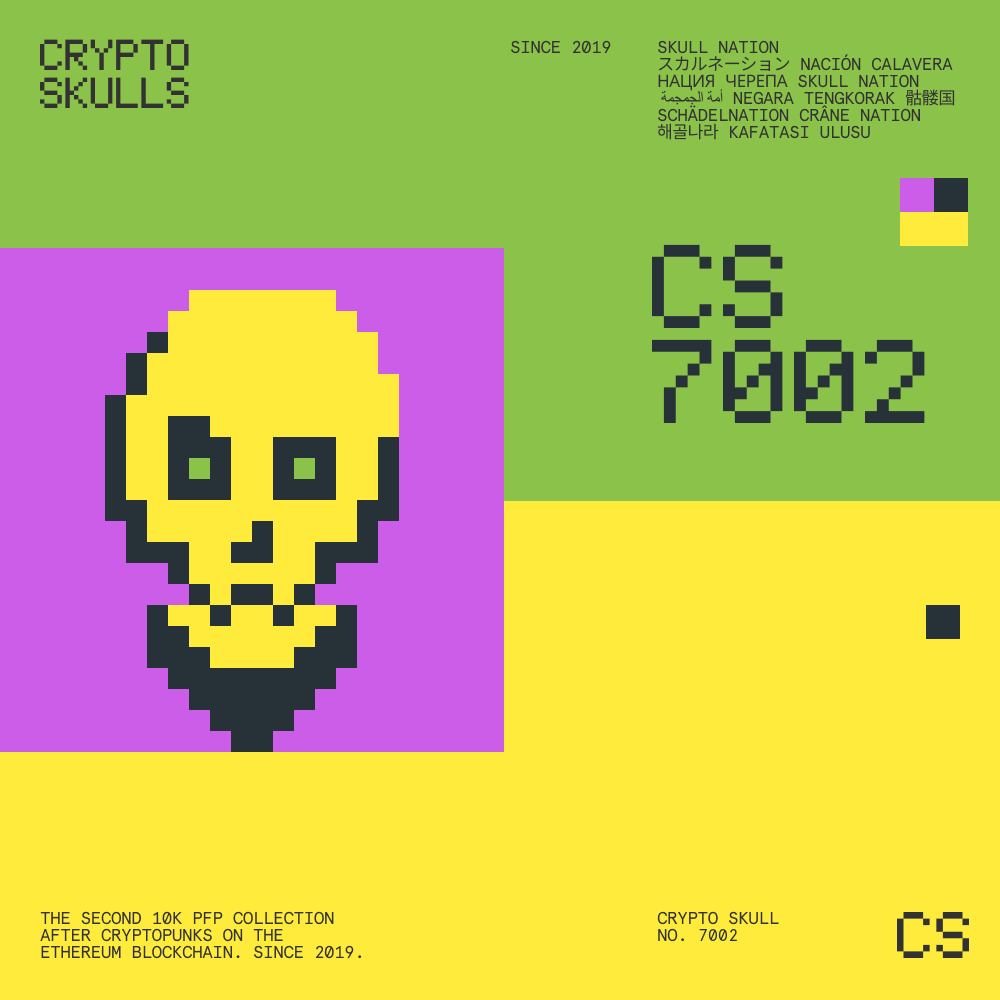 CRYPTO
SKULLS
SINCE 2019
SKULL NATION
スカルネーション NACIÓN CALAVERA
НАЦИЯ ЧЕРЕПА SKULL NATION
أمة الجمجمة NEGARA TENGKORAK 骷髅国
SCHÄDELNATION CRÂNE NATION
해골나라 KAFATASI ULUSU
CS
7002
THE SECOND 10K PFP COLLECTION
AFTER CRYPTOPUNKS ON THE
ETHEREUM BLOCKCHAIN. SINCE 2019.
CRYPTO SKULL
NO. 7002
CS